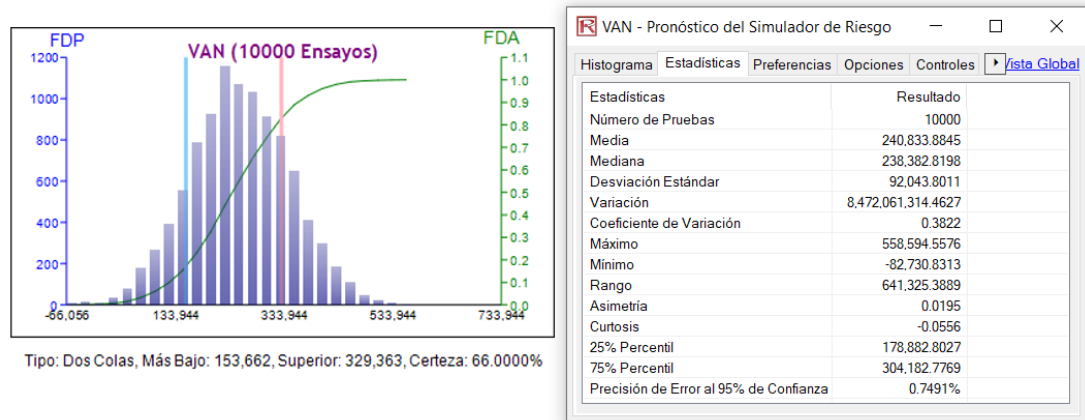 FDP
VAN (10000 Ensayos)
FDA
1200
1000
800
600
400
200
0
1.1
1.0
0.9
0.8
0.7
0.6
0.5
0.4
0.3
0.2
0.1
0.0
-66,056 133,944 333,944 533,944 733,944
Tipo: Dos Colas, Más Bajo: 153,662, Superior: 329,363, Certeza: 66.0000%
VAN - Pronóstico del Simulador de Riesgo
Histograma Estadísticas Preferencias Opciones Controles Vista Global
Estadísticas Resultado
Número de Pruebas 10000
Media 240,833.8845
Mediana 238,382.8198
Desviación Estándar 92,043.8011
Variación 8,472,061,314.4627
Coeficiente de Variación 0.3822
Máximo 558,594.5576
Mínimo -82,730.8313
Rango 641,325.3889
Asimetría 0.0195
Curtosis -0.0556
25% Percentil 178,882.8027
75% Percentil 304,182.7769
Precisión de Error al 95% de Confianza 0.7491%